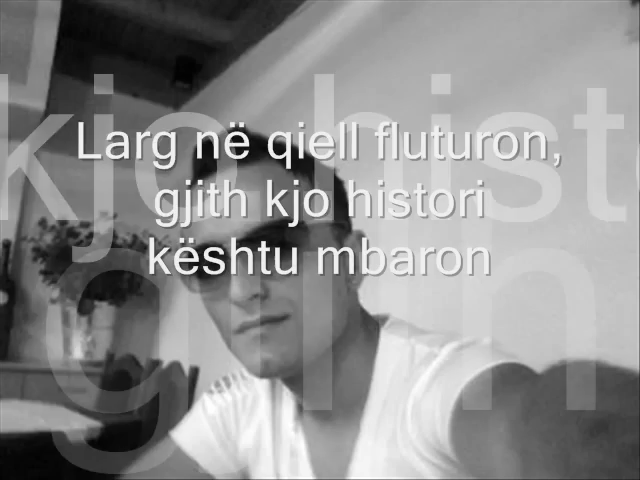 Larg në qiell fluturon,
gjith kjo histori
kështu mbaron